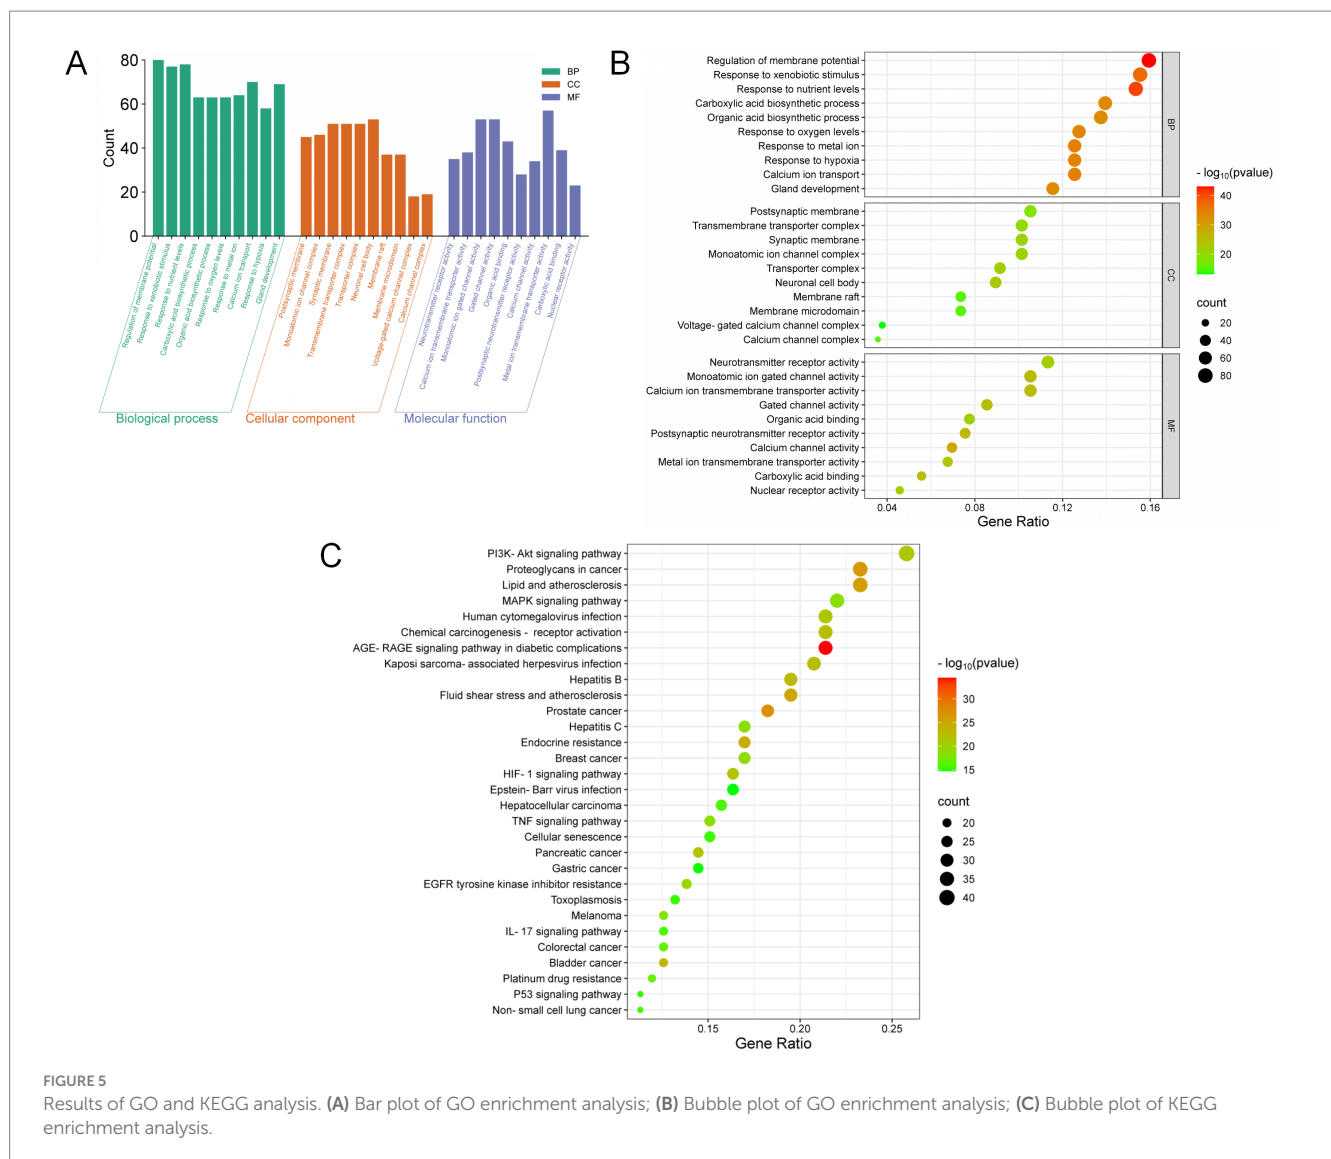 A
Count
80
60
40
20
0
BP
CC
MF
Regulation of membrane potential
Response to xenobiotic stimulus
Response to nutrient levels
Carboxylic acid biosynthetic process
Organic acid biosynthetic process
Response to oxygen levels
Response to metal ion
Calcium ion transport
Response to hypoxia
Gland development
Postsynaptic membrane
Monoatomic ion channel complex
Synaptic membrane
Transmembrane transporter complex
Transporter complex
Neuronal cell body
Membrane raft
Membrane microdomain
Voltage-gated calcium channel complex
Calcium channel complex
Neurotransmitter receptor activity
Calcium ion transmembrane transporter activity
Monoatomic ion gated channel activity
Gated channel activity
Organic acid binding
Postsynaptic neurotransmitter receptor activity
Calcium channel activity
Metal ion transmembrane transporter activity
Carboxylic acid binding
Nuclear receptor activity
Biological process
Cellular component
Molecular function
B
Regulation of membrane potential
Response to xenobiotic stimulus
Response to nutrient levels
Carboxylic acid biosynthetic process
Organic acid biosynthetic process
Response to oxygen levels
Response to metal ion
Response to hypoxia
Calcium ion transport
Gland development
BP
Postsynaptic membrane
Transmembrane transporter complex
Synaptic membrane
Monoatomic ion channel complex
Transporter complex
Neuronal cell body
Membrane raft
Membrane microdomain
Voltage- gated calcium channel complex
Calcium channel complex
CC
Neurotransmitter receptor activity
Monoatomic ion gated channel activity
Calcium ion transmembrane transporter activity
Gated channel activity
Organic acid binding
Postsynaptic neurotransmitter receptor activity
Calcium channel activity
Metal ion transmembrane transporter activity
Carboxylic acid binding
Nuclear receptor activity
MF
0.04 0.08 0.12 0.16
Gene Ratio
- log10(pvalue)
40
30
20
count
20
40
60
80
C
PI3K- Akt signaling pathway
Proteoglycans in cancer
Lipid and atherosclerosis
MAPK signaling pathway
Human cytomegalovirus infection
Chemical carcinogenesis - receptor activation
AGE- RAGE signaling pathway in diabetic complications
Kaposi sarcoma- associated herpesvirus infection
Hepatitis B
Fluid shear stress and atherosclerosis
Prostate cancer
Hepatitis C
Endocrine resistance
Breast cancer
HIF- 1 signaling pathway
Epstein- Barr virus infection
Hepatocellular carcinoma
TNF signaling pathway
Cellular senescence
Pancreatic cancer
Gastric cancer
EGFR tyrosine kinase inhibitor resistance
Toxoplasmosis
Melanoma
IL- 17 signaling pathway
Colorectal cancer
Bladder cancer
Platinum drug resistance
P53 signaling pathway
Non- small cell lung cancer
0.15 0.20 0.25
Gene Ratio
- log10(pvalue)
30
25
20
15
count
20
25
30
35
40
FIGURE 5
Results of GO and KEGG analysis. (A) Bar plot of GO enrichment analysis; (B) Bubble plot of GO enrichment analysis; (C) Bubble plot of KEGG
enrichment analysis.